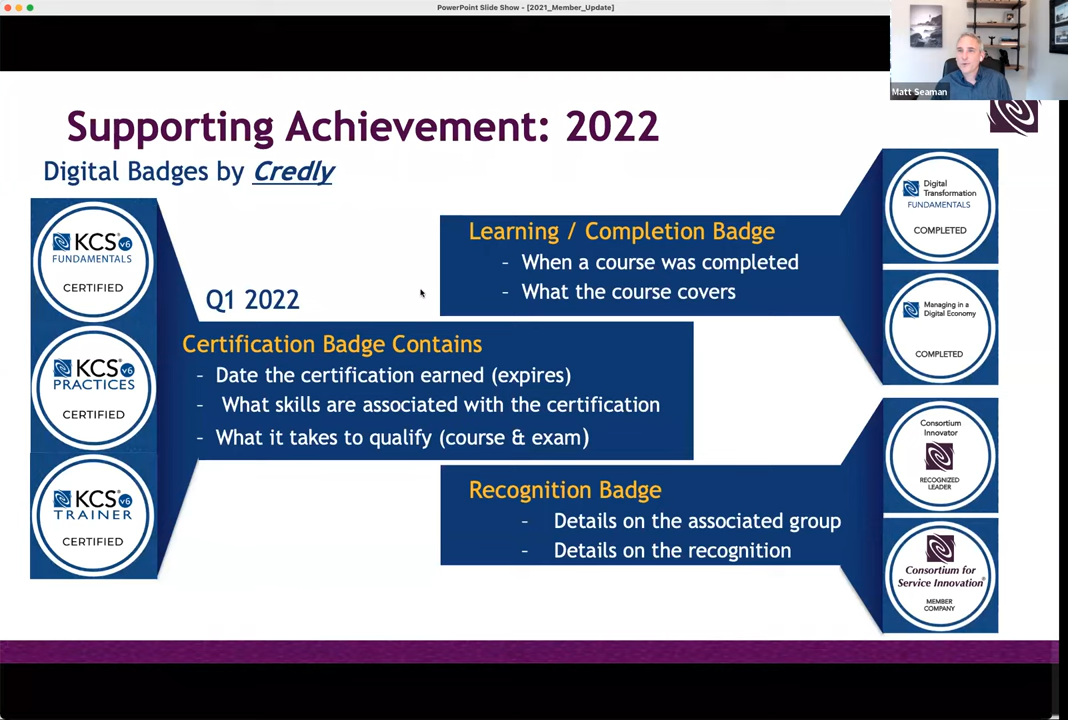 PowerPoint Slide Show - [2021_Member_Update]
Matt Seaman
Supporting Achievement: 2022
Digital Badges by Credly
KCS® v6
FUNDAMENTALS
CERTIFIED
KCS® v6
PRACTICES
CERTIFIED
KCS® v6
TRAINER
CERTIFIED
Q1 2022
Certification Badge Contains
- Date the certification earned (expires)
- What skills are associated with the certification
- What it takes to qualify (course & exam)
Learning / Completion Badge
- When a course was completed
- What the course covers
Digital
Transformation
FUNDAMENTALS
COMPLETED
Managing in a
Digital Economy
COMPLETED
Recognition Badge
- Details on the associated group
- Details on the recognition
Consortium
Innovator
RECOGNIZED
LEADER
Consortium for
Service Innovation®
MEMBER
COMPANY